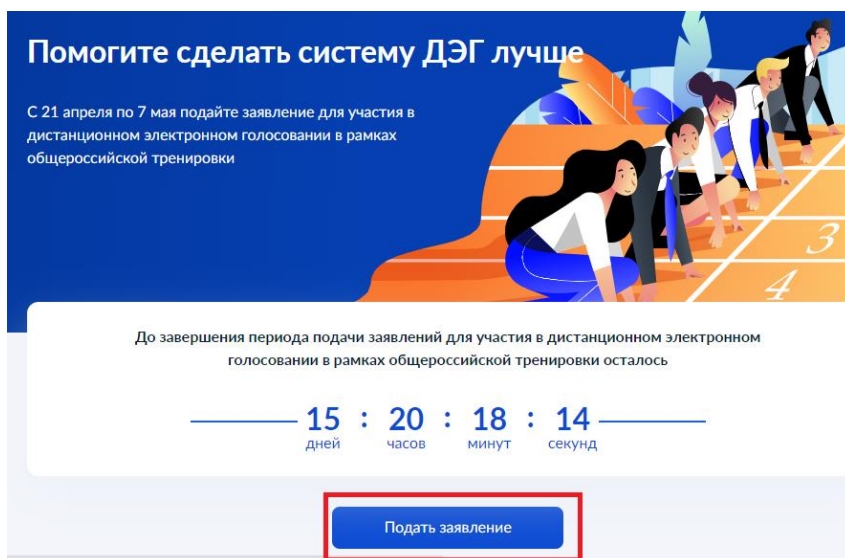 Помогите сделать систему ДЭГ лучше
С 21 апреля по 7 мая подайте заявление для участия в
дистанционном электронном голосовании в рамках
общероссийской тренировки
3
4
До завершения периода подачи заявлений для участия в дистанционном электронном
голосовании в рамках общероссийской тренировки осталось
15 : 20 : 18 : 14
дней часов минут секунд
Подать заявление